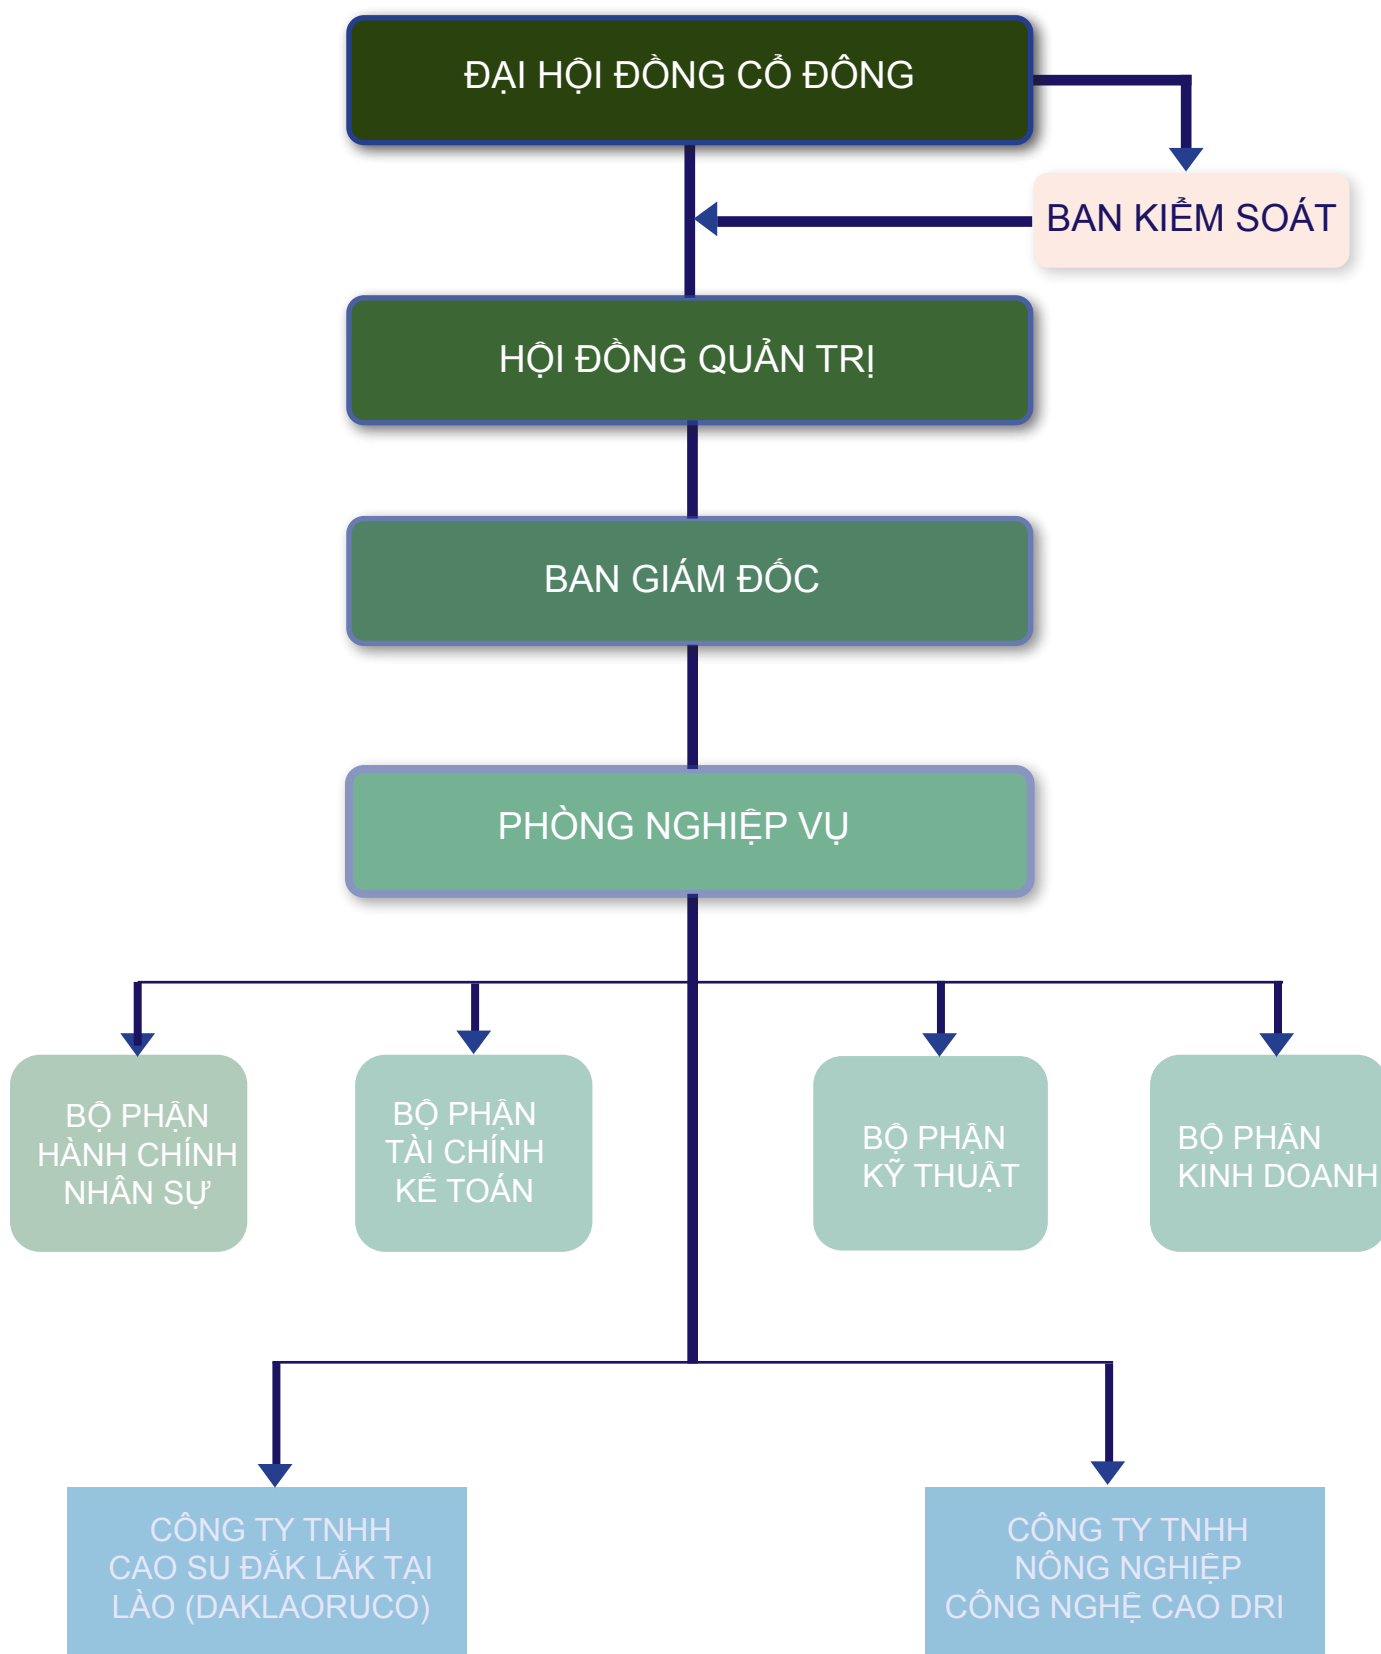 ĐẠI HỘI ĐỒNG CỔ ĐÔNG
BAN KIỂM SOÁT
HỘI ĐỒNG QUẢN TRỊ
BAN GIÁM ĐỐC
PHÒNG NGHIỆP VỤ
BỘ PHẬN
HÀNH CHÍNH
NHÂN SỰ
BỘ PHẬN
TÀI CHÍNH
KẾ TOÁN
BỘ PHẬN
KỸ THUẬT
BỘ PHẬN
KINH DOANH
CÔNG TY TNHH
CAO SU ĐẮK LẮK TẠI
LÀO (DAKLAORUCO)
CÔNG TY TNHH
NÔNG NGHIỆP
CÔNG NGHỆ CAO DRI